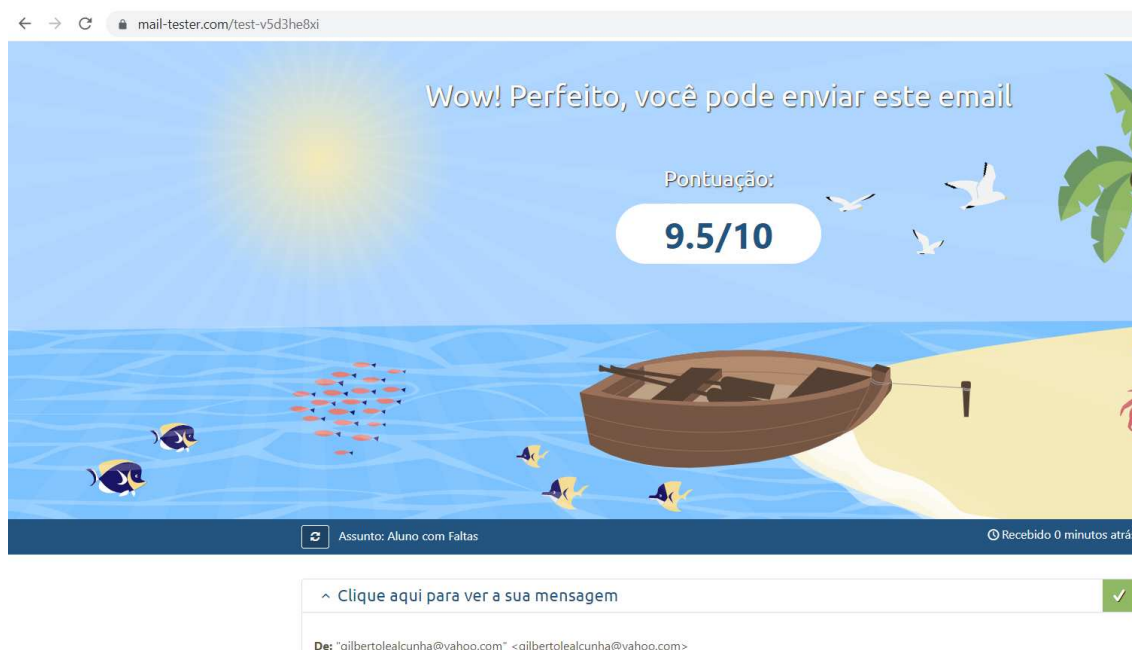 mail-tester.com/test-v5d3he8xi
Wow! Perfeito, você pode enviar este email
Pontuação:
9.5/10
Assunto: Aluno com Faltas
Recebido 0 minutos atrás
Clique aqui para ver a sua mensagem
De: "gilbertolealcunha@yahoo.com" <gilbertolealcunha@yahoo.com>